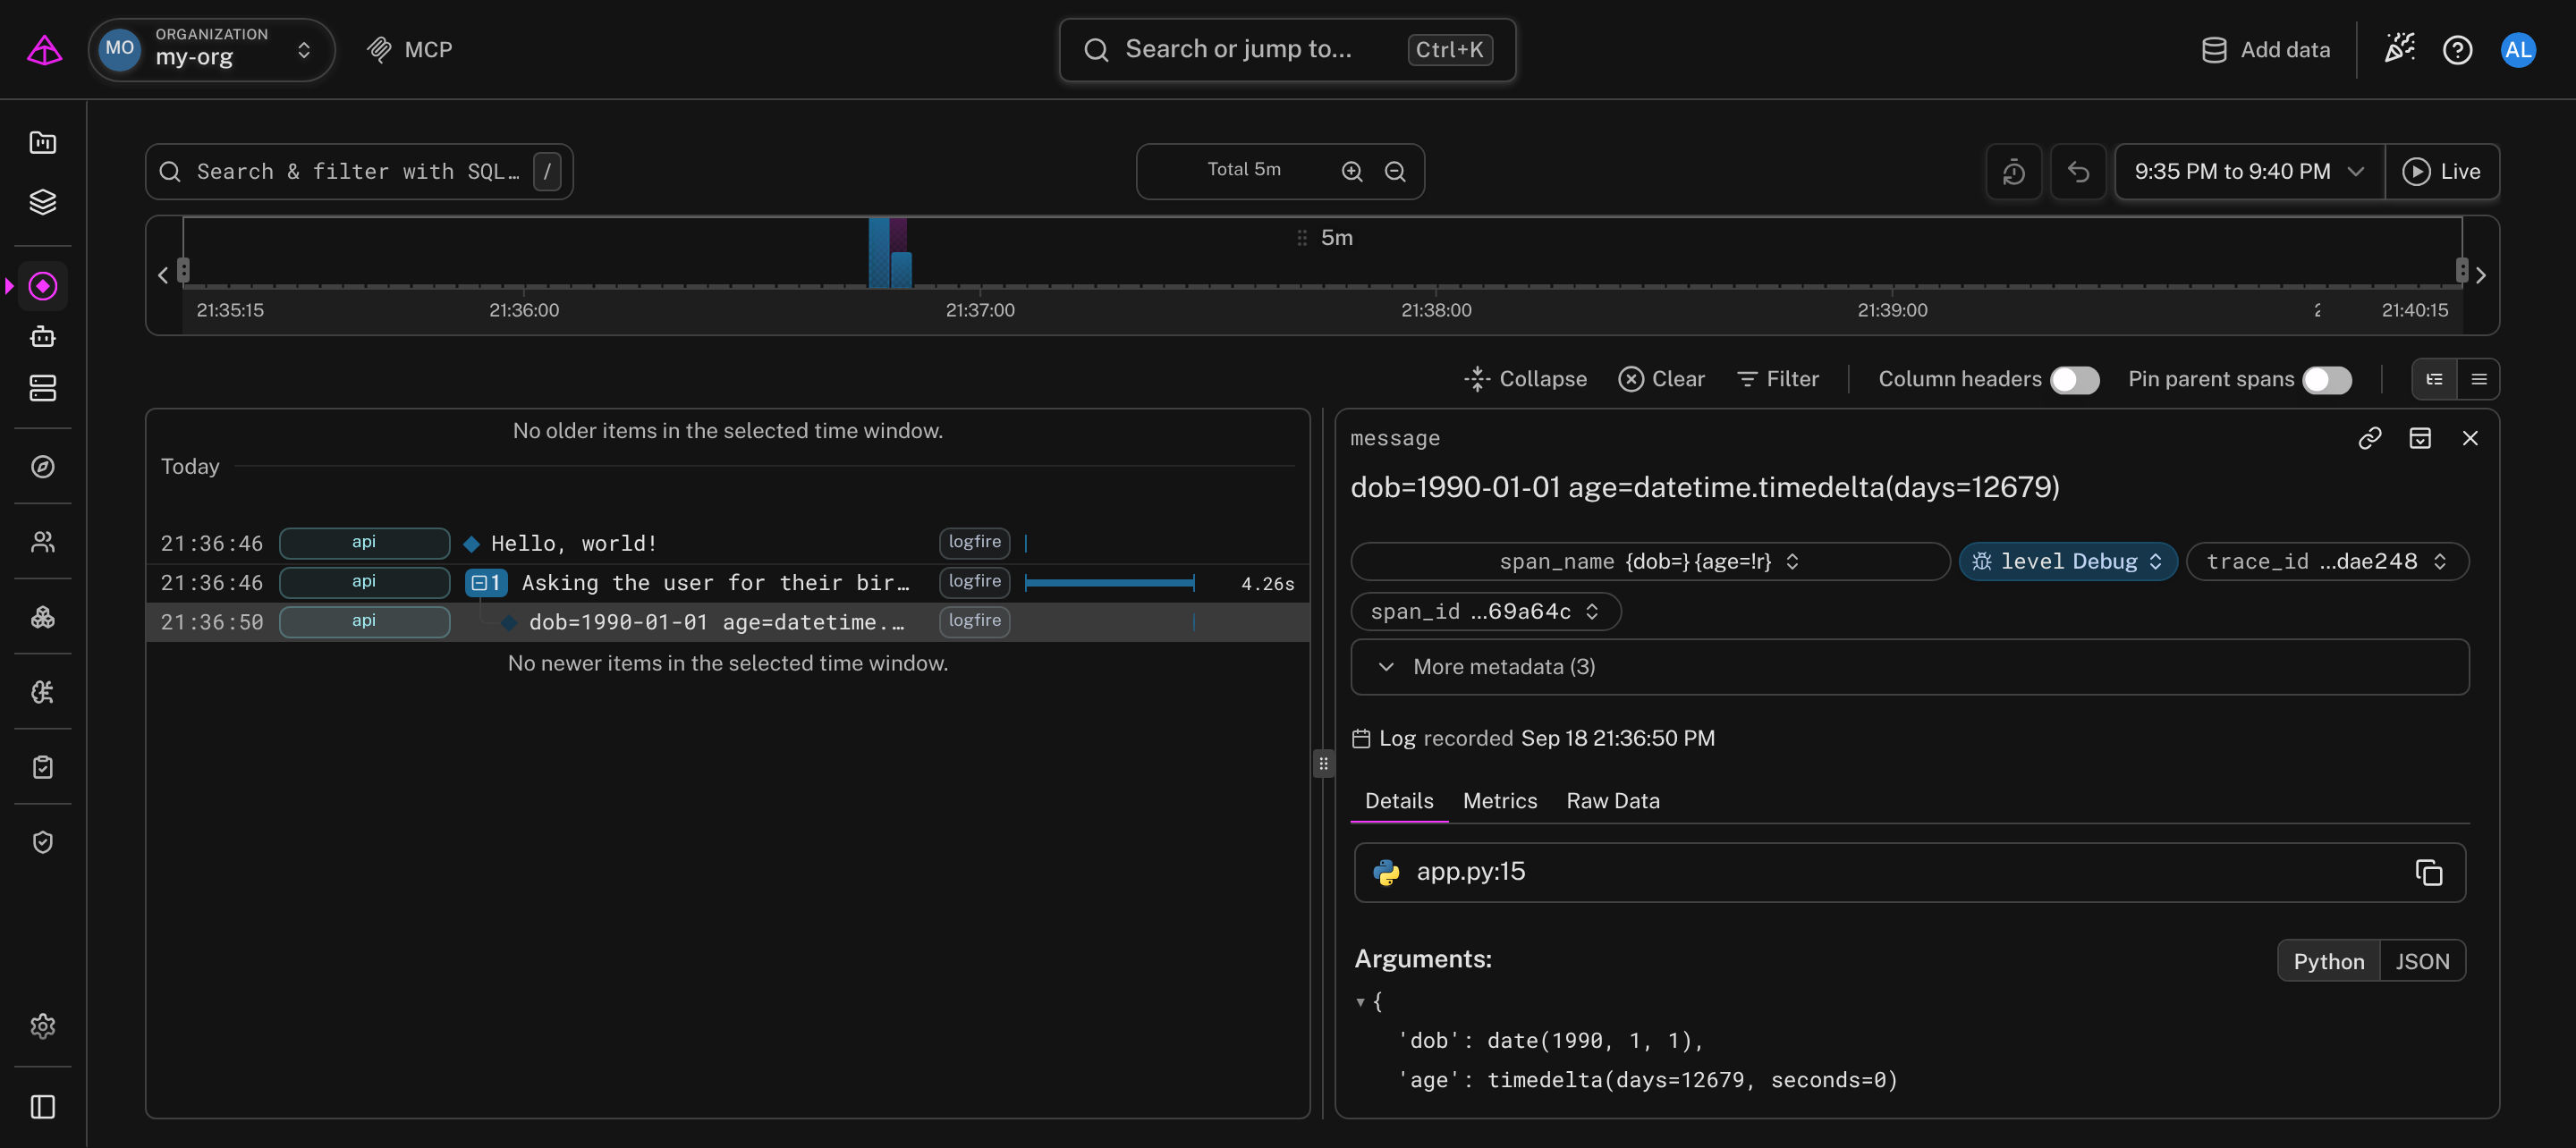 MO
ORGANIZATION
my-org
MCP
Search or jump to...
Ctrl+K
Add data
AL
Search & filter with SQL…
/
Total 5m
9:35 PM to 9:40 PM
Live
5m
21:35:15
21:36:00
21:37:00
21:38:00
21:39:00
21:40:15
Collapse
Clear
Filter
Column headers
Pin parent spans
No older items in the selected time window.
Today
21:36:46 api Hello, world! logfire
21:36:46 api 1 Asking the user for their bir… logfire 4.26s
21:36:50 api dob=1990-01-01 age=datetime.… logfire
No newer items in the selected time window.
message
dob=1990-01-01 age=datetime.timedelta(days=12679)
span_name {dob=} {age=!r}
level Debug
trace_id ...dae248
span_id ...69a64c
More metadata (3)
Log recorded Sep 18 21:36:50 PM
Details
Metrics
Raw Data
app.py:15
Arguments:
Python
JSON
{
'dob': date(1990, 1, 1),
'age': timedelta(days=12679, seconds=0)